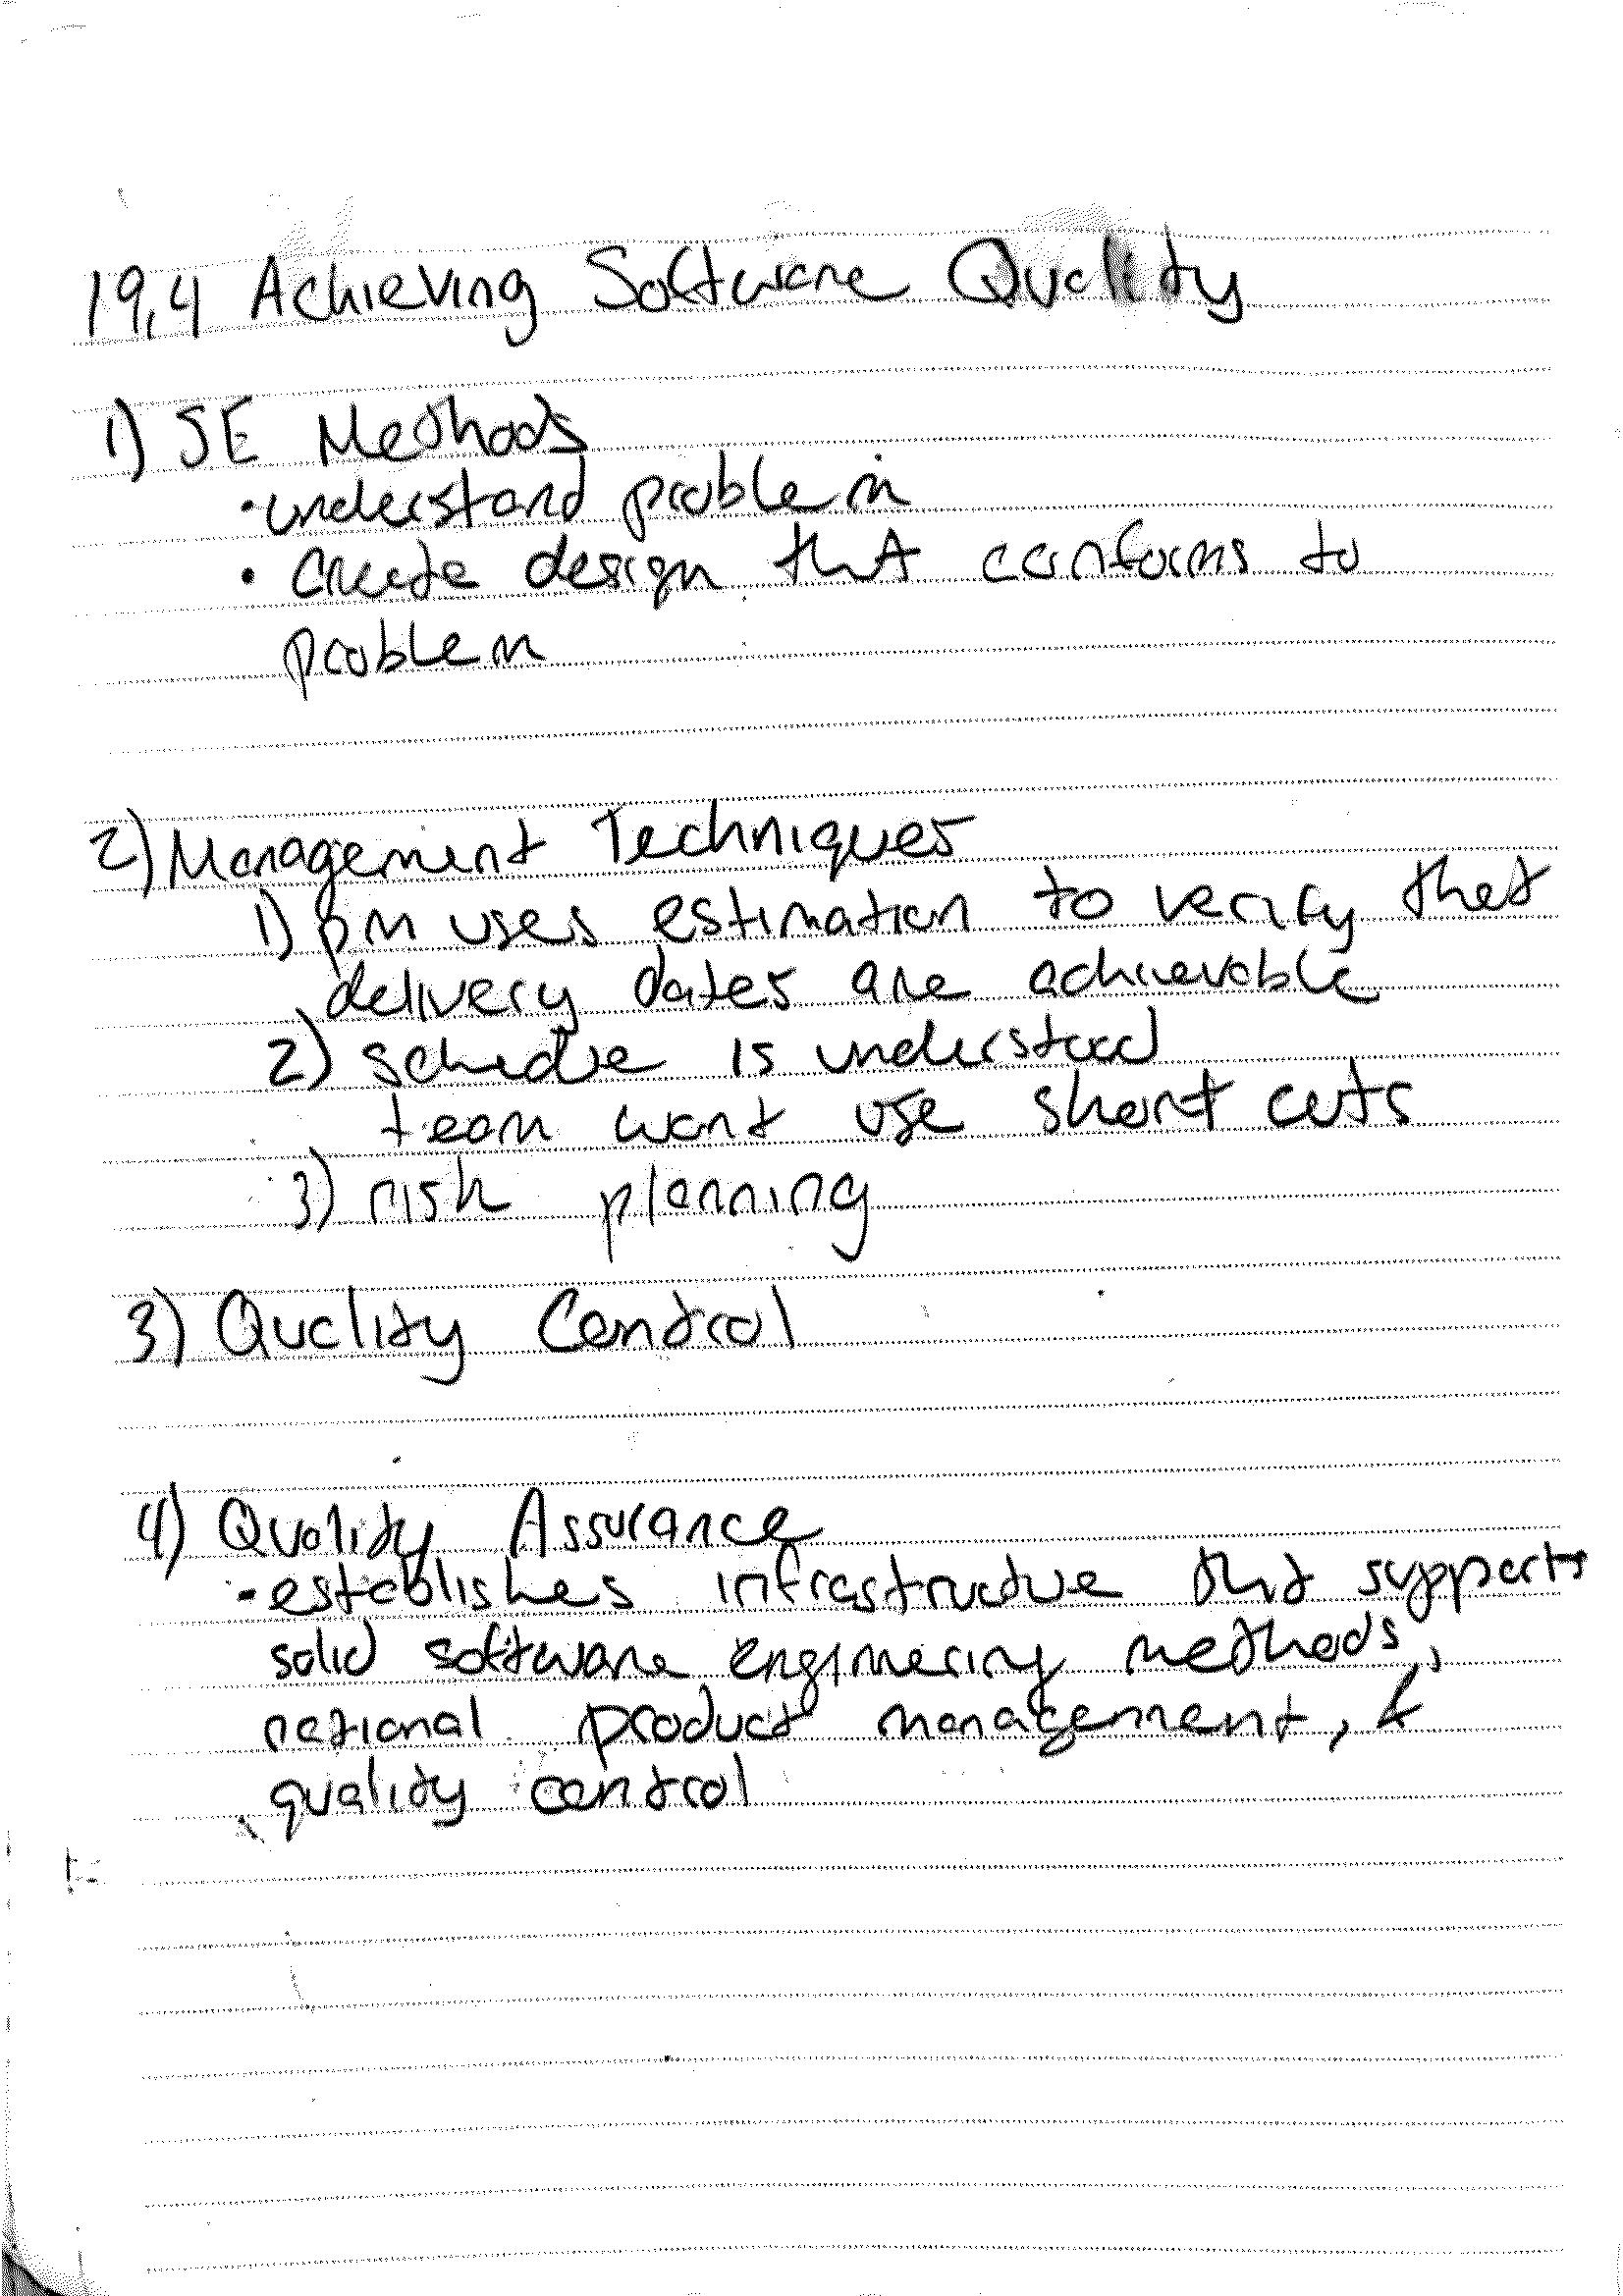 19.4 Achieving Software Quality
1) SE Methods
• understand problem
• create design that conforms to
problem
2) Management Techniques
1) PM uses estimation to verify that
delivery dates are achievable
2) schedule is understood
team wont use short cuts
3) risk planning
3) Quality Control
4) Quality Assurance
- establishes infrastructure that supports
solid software engineering methods,
rational product management, &
quality control